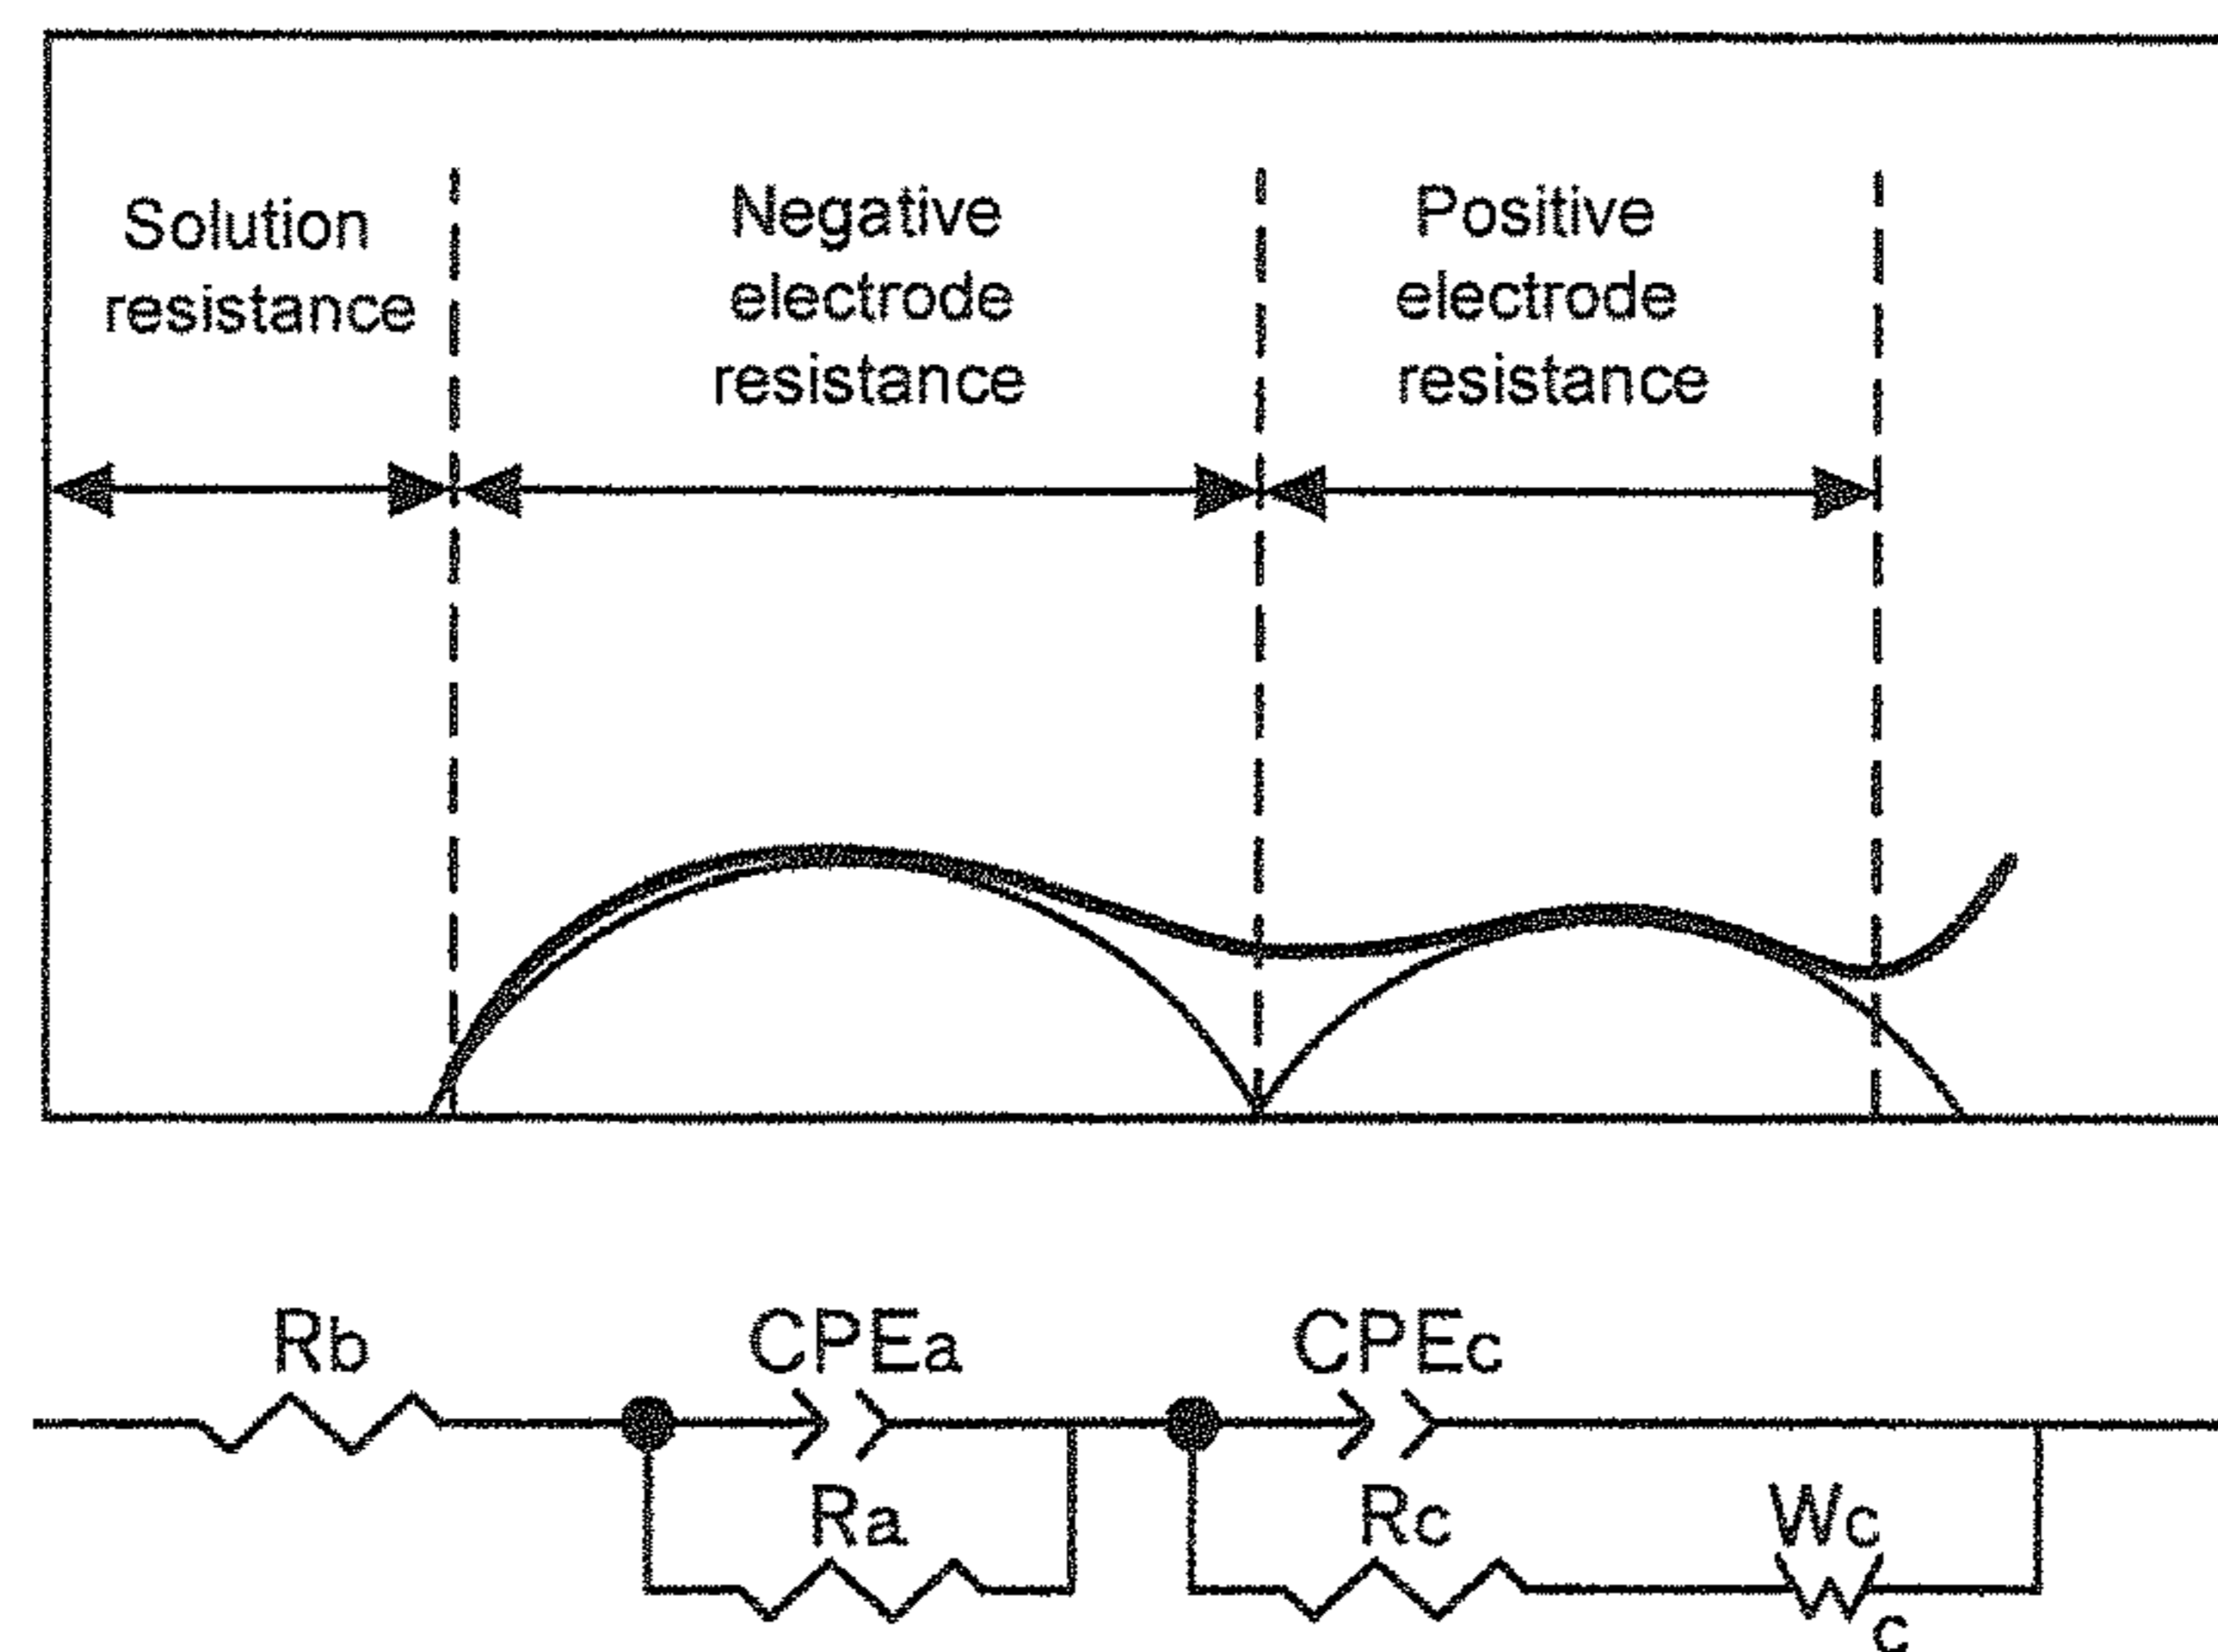 Solution
resistance
Negative
electrode
resistance
Positive
electrode
resistance
Rb
CPEa
CPEc
Ra
Rc
Wc
c